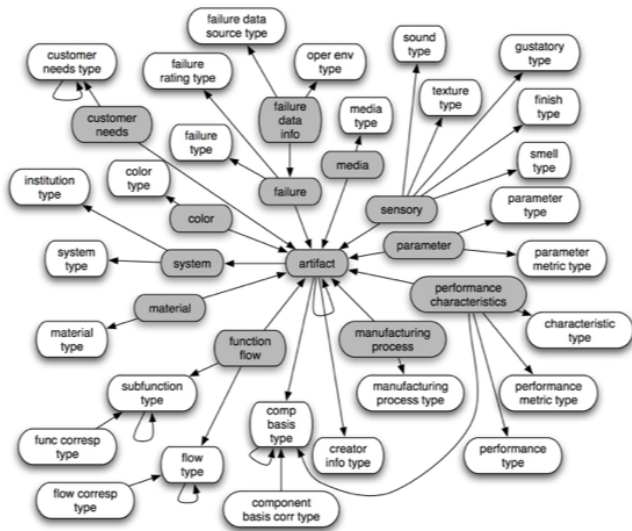 failure data
source type
customer
needs type
failure
rating type
oper env
type
sound
type
gustatory
type
customer
needs
failure
data
info
media
type
texture
type
finish
type
failure
type
media
smell
type
institution
type
color
type
failure
sensory
parameter
type
color
parameter
system
type
system
artifact
parameter
metric type
performance
characteristics
material
function
flow
manufacturing
process
characteristic
type
material
type
subfunction
type
manufacturing
process type
performance
metric type
func corresp
type
comp
basis
type
creator
info type
performance
type
flow
type
flow corresp
type
component
basis corr type